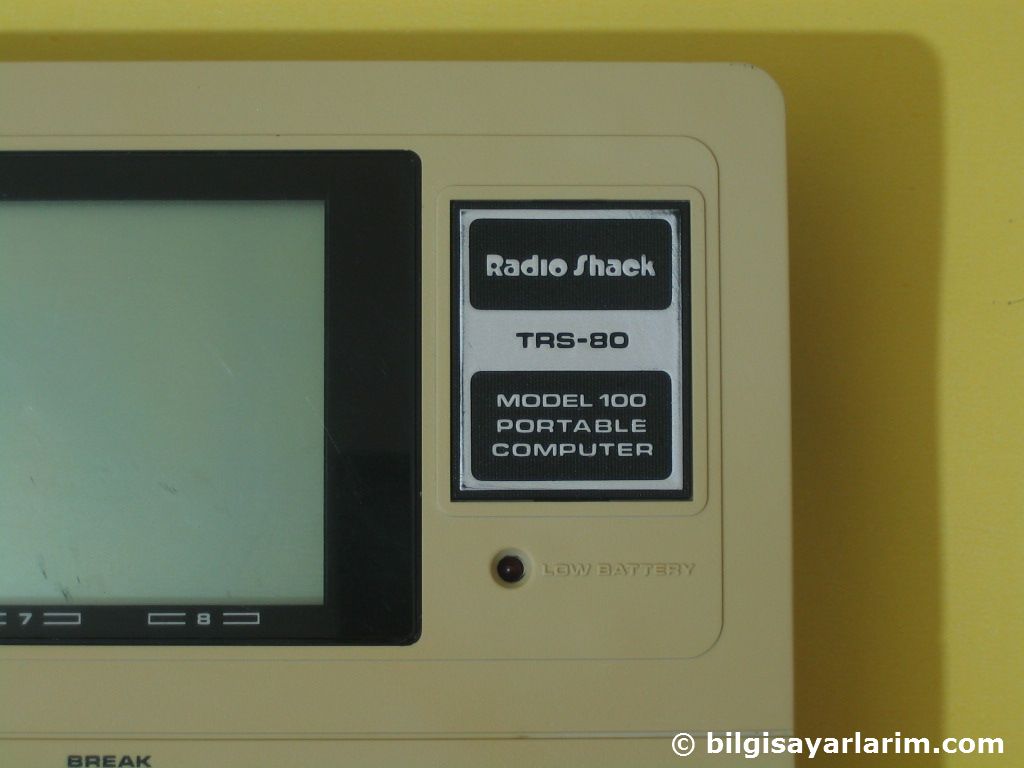 Radio Shack
TRS-80
MODEL 100
PORTABLE
COMPUTER
LOW BATTERY
7 8
BREAK
© bilgisayarlarim.com